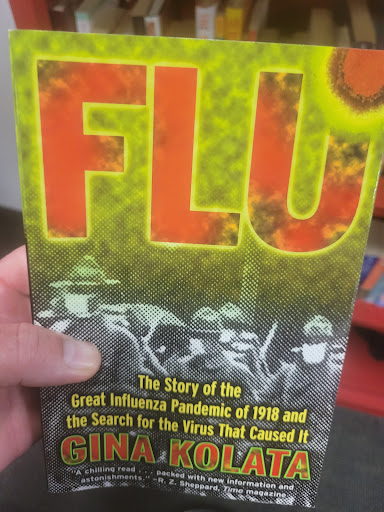 FLU
The Story of the
Great Influenza Pandemic of 1918 and
the Search for the Virus That Caused It
GINA KOLATA
"A chilling read . . . packed with new information and
astonishments."—R. Z. Sheppard, Time magazine